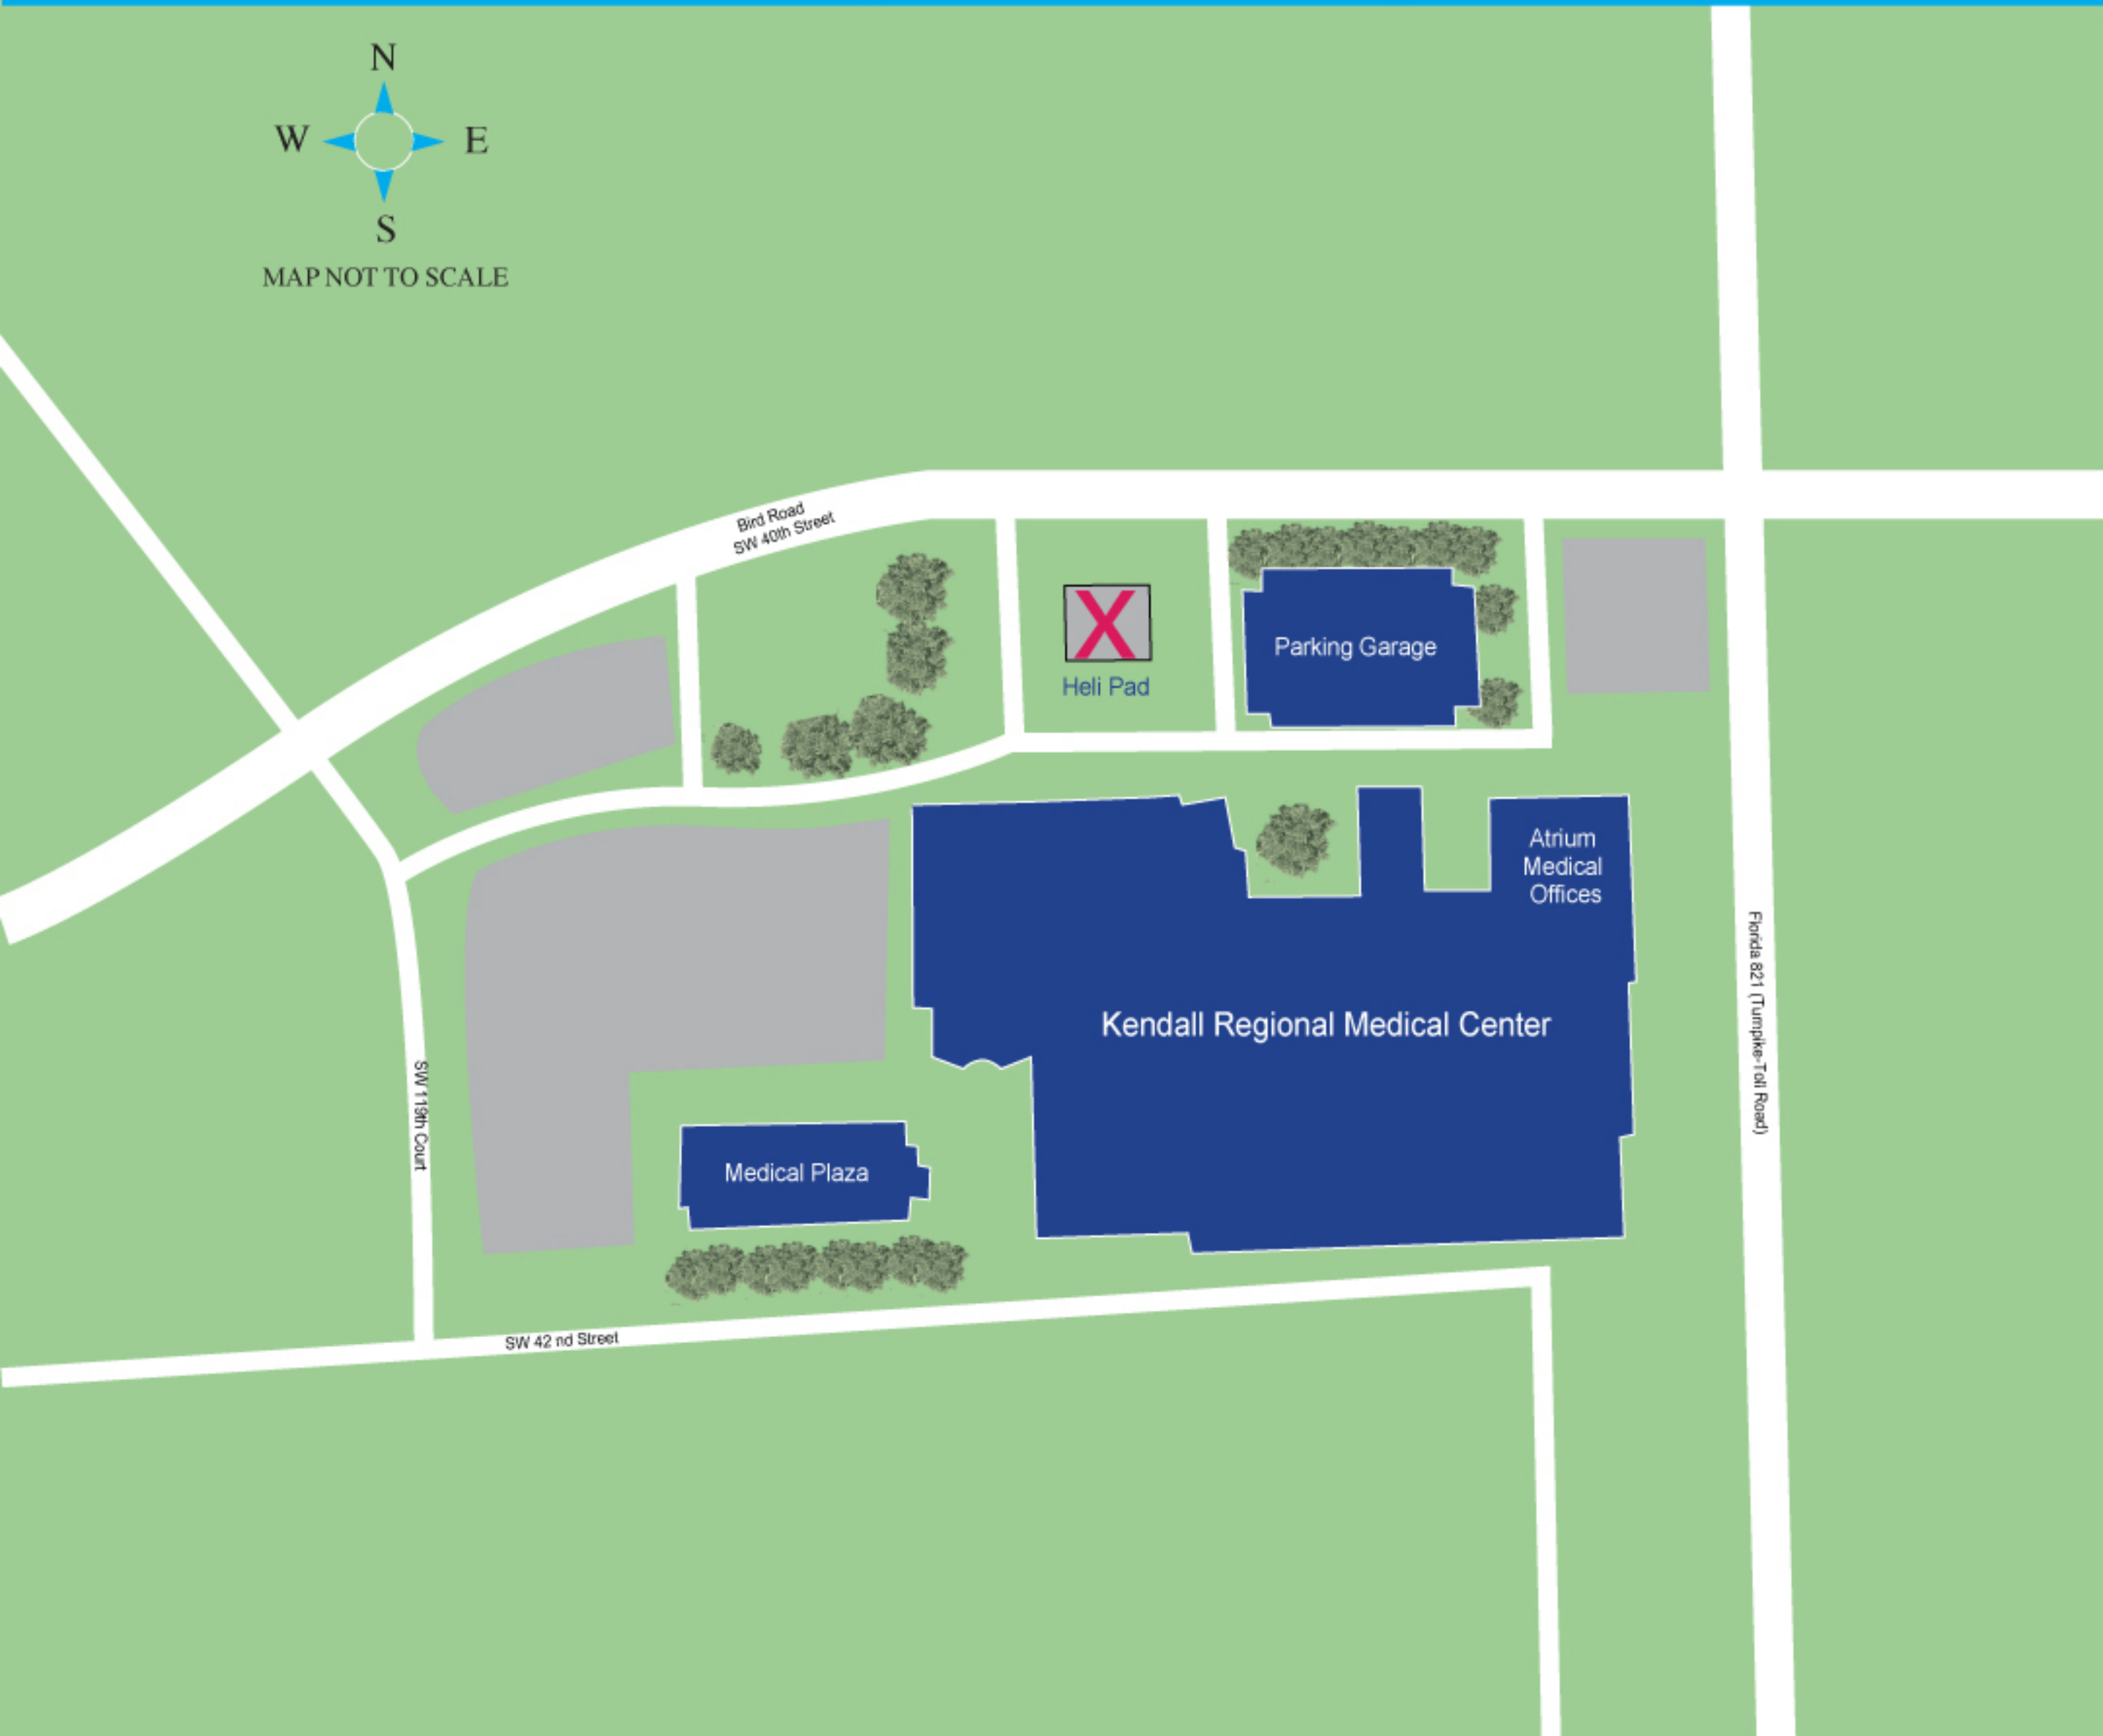 N
W
E
S
MAP NOT TO SCALE
Bird Road
SW 40th Street
Heli Pad
Parking Garage
Atrium
Medical
Offices
Kendall Regional Medical Center
Florida 821 (Turnpike-Toll Road)
SW 119th Court
Medical Plaza
SW 42 nd Street